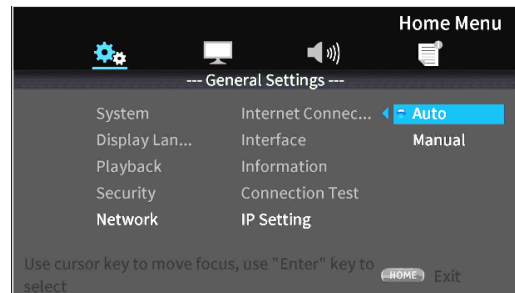 Home Menu
--- General Settings ---
System Internet Connec... Auto
Display Lan... Interface Manual
Playback Information
Security Connection Test
Network IP Setting
Use cursor key to move focus, use "Enter" key to
select HOME Exit